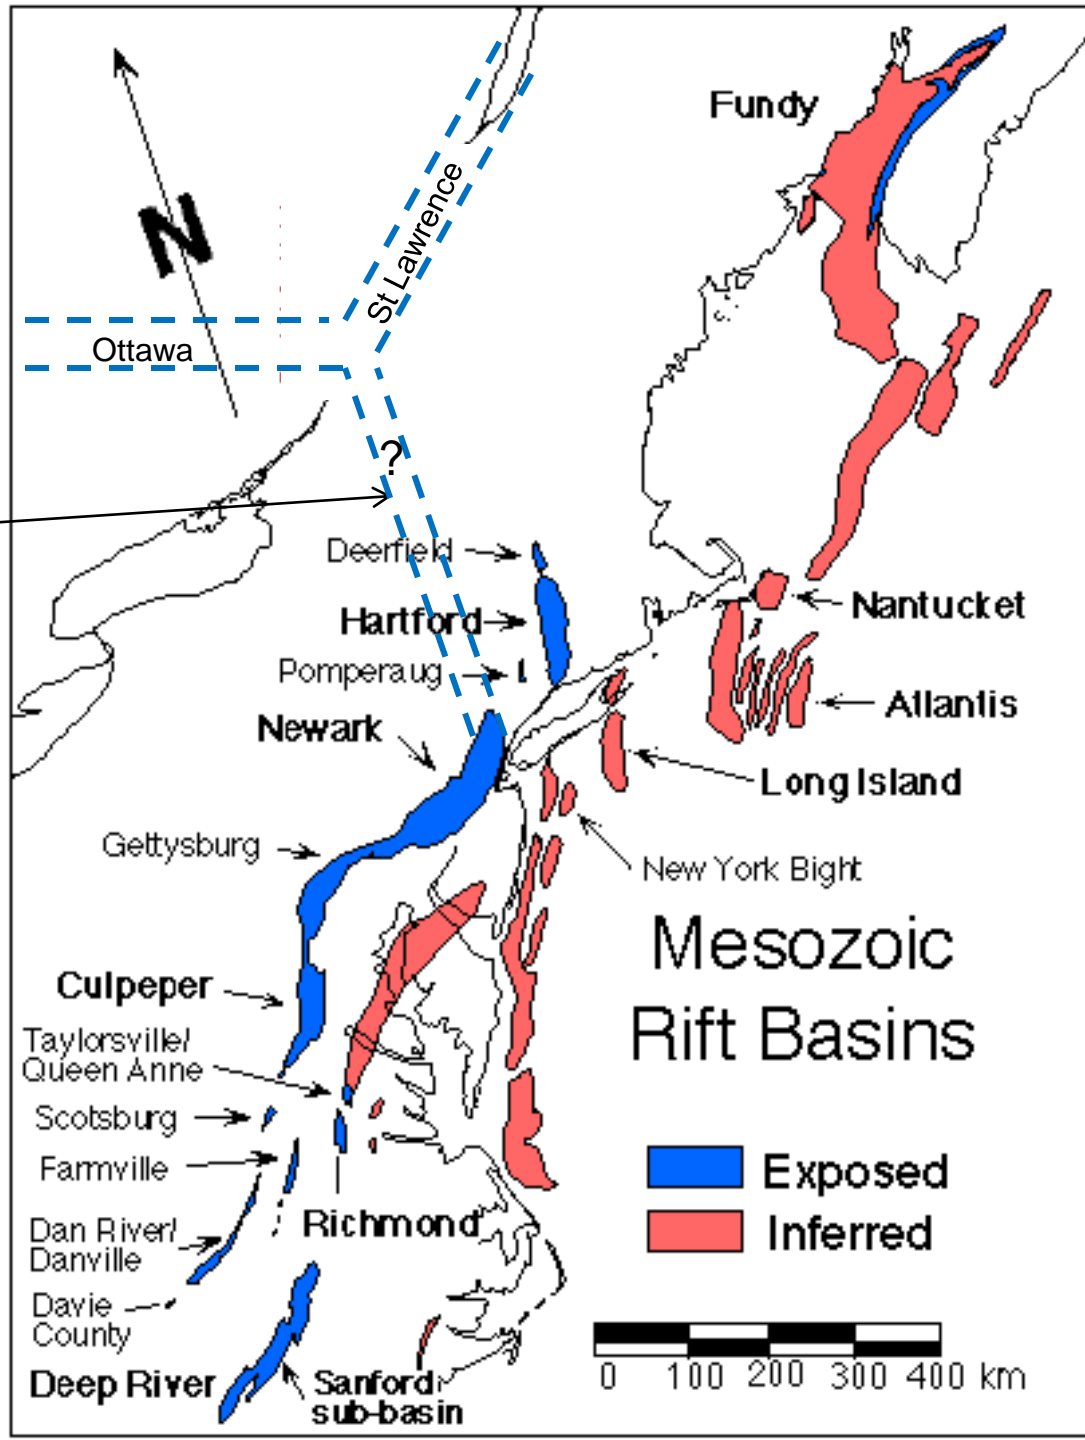 Fundy
N
St Lawrence
Ottawa
?
Deerfield
Hartford
Nantucket
Pomperaug
Atlantis
Newark
Long Island
Gettysburg
New York Bight
Mesozoic
Rift Basins
Culpeper
Taylorsville/
Queen Anne
Scotsburg
Farmville
Exposed
Richmond
Inferred
Dan River/
Danville
Davie
County
Deep River
Sanford
sub-basin
0 100 200 300 400 km